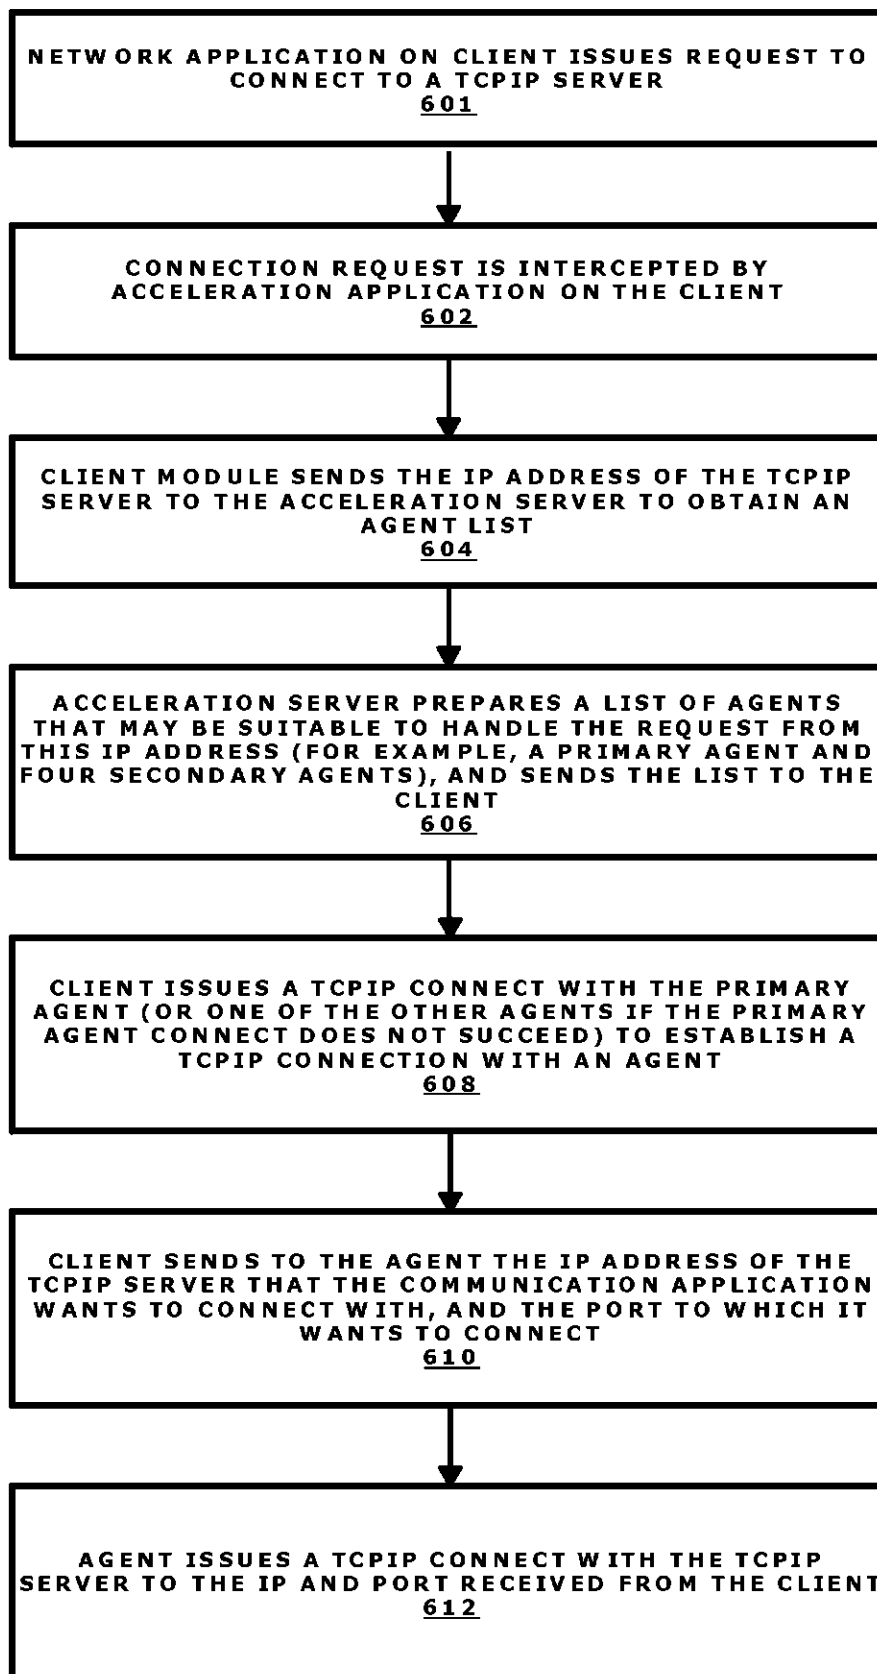 NETWORK APPLICATION ON CLIENT ISSUES REQUEST TO
CONNECT TO A TCPIP SERVER
601
CONNECTION REQUEST IS INTERCEPTED BY
ACCELERATION APPLICATION ON THE CLIENT
602
CLIENT MODULE SENDS THE IP ADDRESS OF THE TCPIP
SERVER TO THE ACCELERATION SERVER TO OBTAIN AN
AGENT LIST
604
ACCELERATION SERVER PREPARES A LIST OF AGENTS
THAT MAY BE SUITABLE TO HANDLE THE REQUEST FROM
THIS IP ADDRESS (FOR EXAMPLE, A PRIMARY AGENT AND
FOUR SECONDARY AGENTS), AND SENDS THE LIST TO THE
CLIENT
606
CLIENT ISSUES A TCPIP CONNECT WITH THE PRIMARY
AGENT (OR ONE OF THE OTHER AGENTS IF THE PRIMARY
AGENT CONNECT DOES NOT SUCCEED) TO ESTABLISH A
TCPIP CONNECTION WITH AN AGENT
608
CLIENT SENDS TO THE AGENT THE IP ADDRESS OF THE
TCPIP SERVER THAT THE COMMUNICATION APPLICATION
WANTS TO CONNECT WITH, AND THE PORT TO WHICH IT
WANTS TO CONNECT
610
AGENT ISSUES A TCPIP CONNECT WITH THE TCPIP
SERVER TO THE IP AND PORT RECEIVED FROM THE CLIENT
612